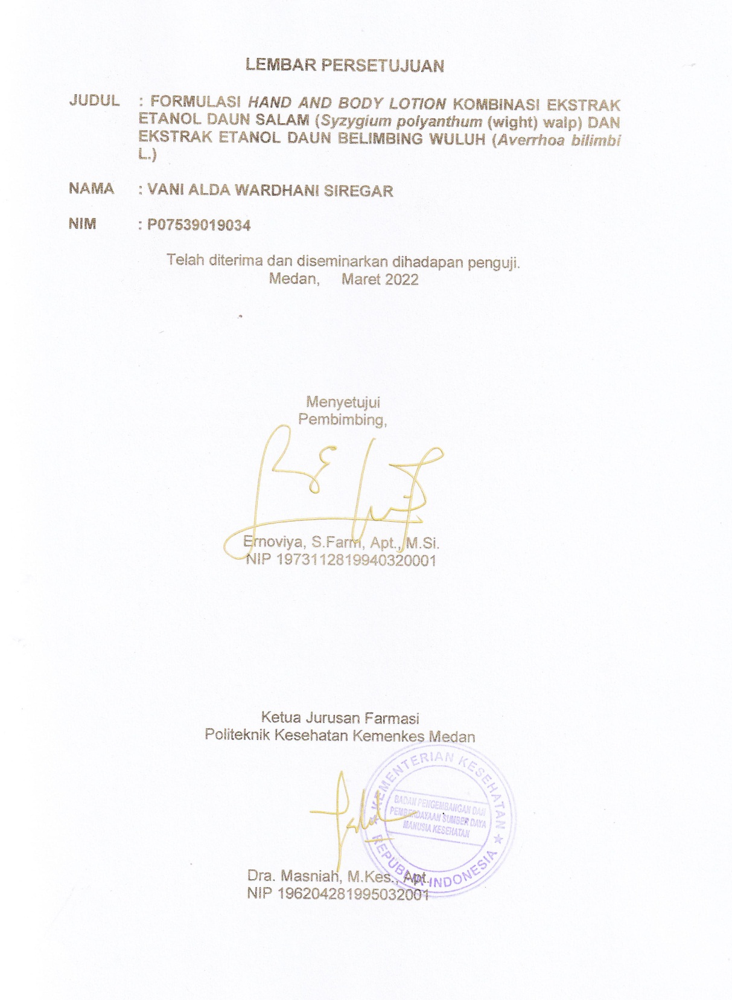 LEMBAR PERSETUJUAN
JUDUL : FORMULASI HAND AND BODY LOTION KOMBINASI EKSTRAK
ETANOL DAUN SALAM (Syzygium polyanthum (wight) walp) DAN
EKSTRAK ETANOL DAUN BELIMBING WULUH (Averrhoa bilimbi
L.)
NAMA : VANI ALDA WARDHANI SIREGAR
NIM : P07539019034
Telah diterima dan diseminarkan dihadapan penguji.
Medan, Maret 2022
Menyetujui
Pembimbing,
Ernoviya, S.Farm, Apt., M.Si.
NIP 1973112819940320001
Ketua Jurusan Farmasi
Politeknik Kesehatan Kemenkes Medan
KEMENTERIAN KESEHATAN
BADAN PENGEMBANGAN DAN
PEMBERDAYAAN SUMBER DAYA
MANUSIA KESEHATAN
REPUBLIK INDONESIA
Dra. Masniah, M.Kes., Apt.
NIP 196204281995032001